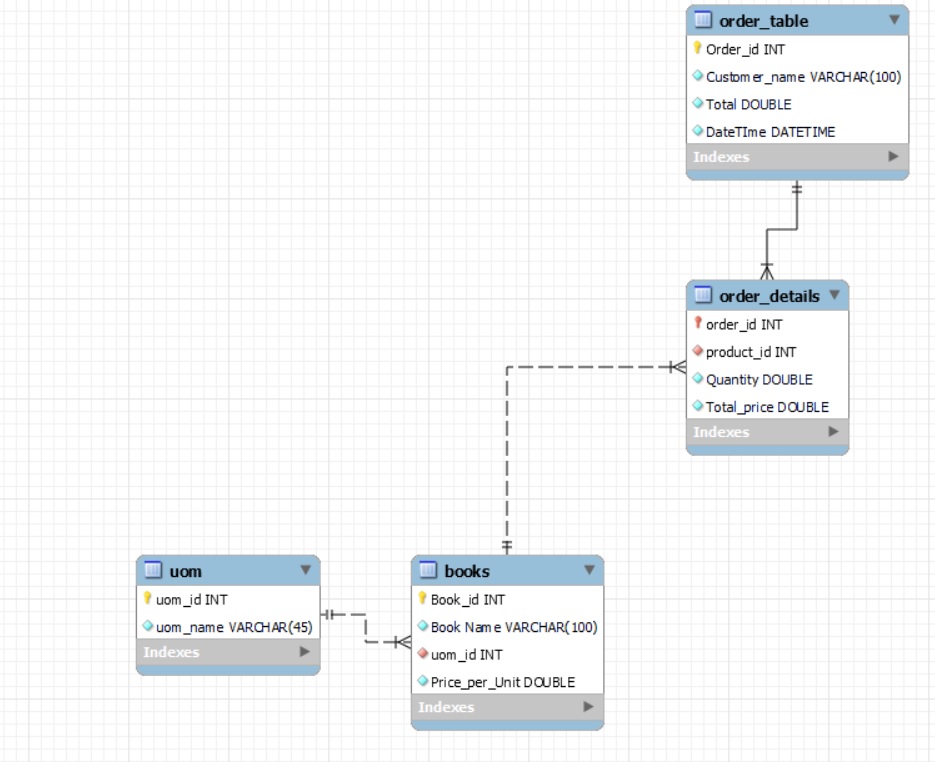 order_table
Order_id INT
Customer_name VARCHAR(100)
Total DOUBLE
DateTIme DATETIME
Indexes
order_details
order_id INT
product_id INT
Quantity DOUBLE
Total_price DOUBLE
Indexes
uom
uom_id INT
uom_name VARCHAR(45)
Indexes
books
Book_id INT
Book Name VARCHAR(100)
uom_id INT
Price_per_Unit DOUBLE
Indexes